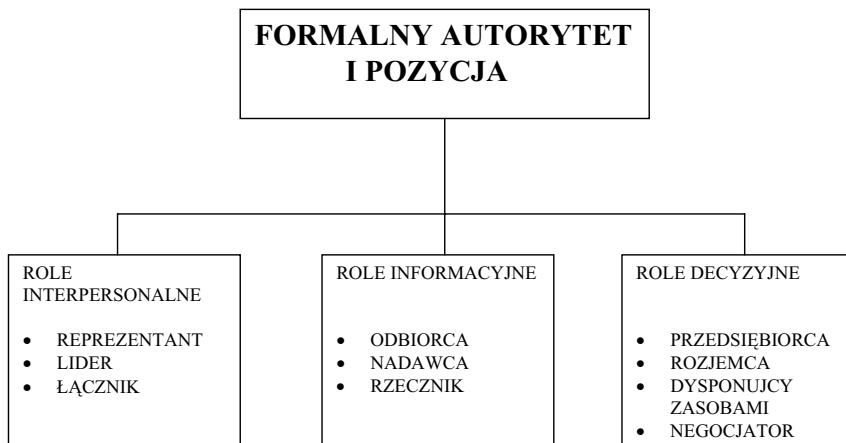 FORMALNY AUTORYTET
I POZYCJA
ROLE
INTERPERSONALNE
• REPREZENTANT
• LIDER
• ŁĄCZNIK
ROLE INFORMACYJNE
• ODBIORCA
• NADAWCA
• RZECZNIK
ROLE DECYZYJNE
• PRZEDSIĘBIORCA
• ROZJEMCA
• DYSPONUJCY
ZASOBAMI
• NEGOCJATOR